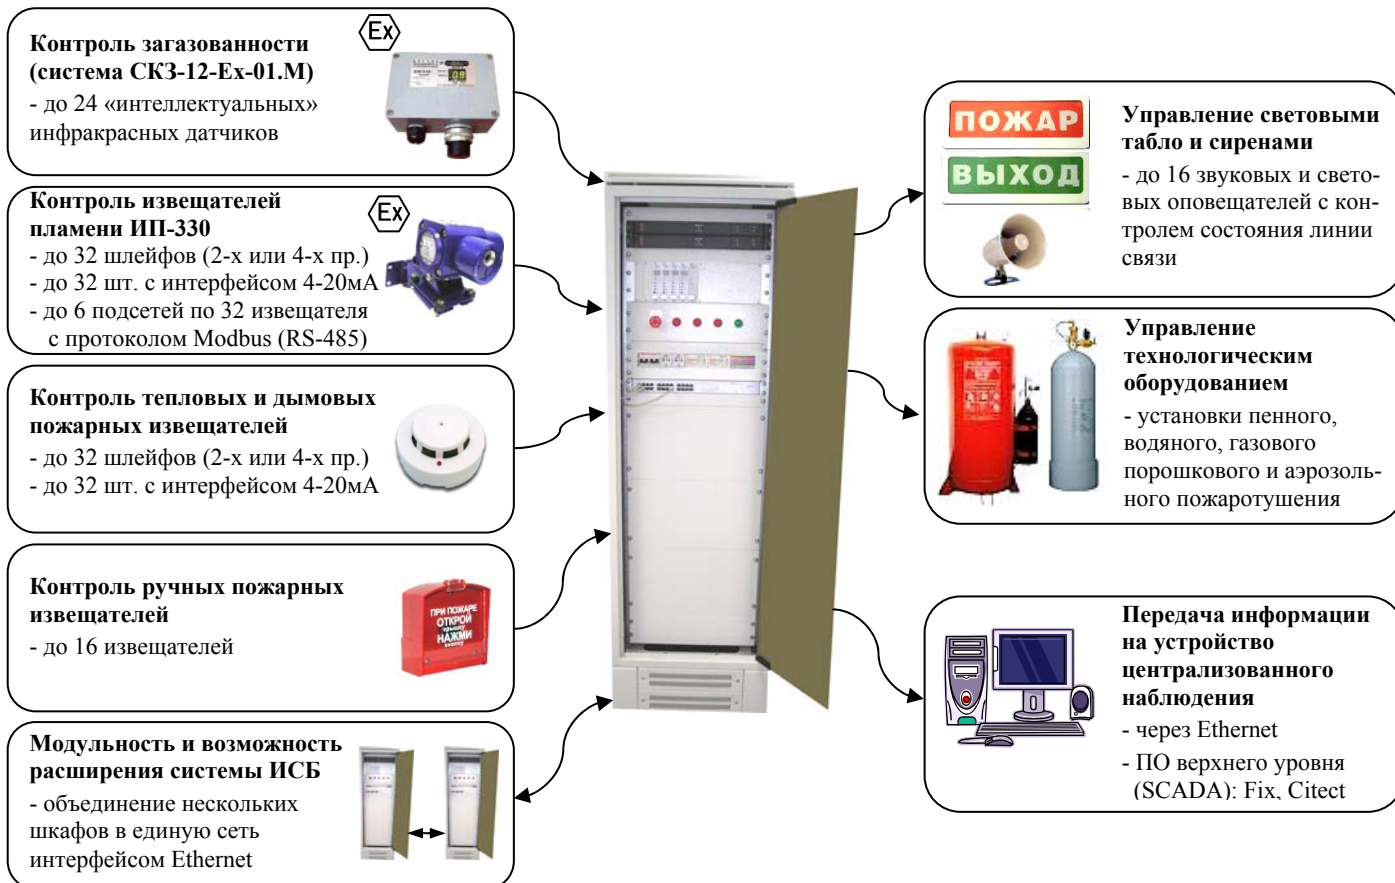 Контроль загазованности
(система СКЗ-12-Ex-01.М)
- до 24 «интеллектуальных»
инфракрасных датчиков
Ex
09
Контроль извещателей
пламени ИП-330
- до 32 шлейфов (2-х или 4-х пр.)
- до 32 шт. с интерфейсом 4-20мА
- до 6 подсетей по 32 извещателя
с протоколом Modbus (RS-485)
Ex
Контроль тепловых и дымовых
пожарных извещателей
- до 32 шлейфов (2-х или 4-х пр.)
- до 32 шт. с интерфейсом 4-20мА
Контроль ручных пожарных
извещателей
- до 16 извещателей
ПРИ ПОЖАРЕ
ОТКРОЙ
крышку
НАЖМИ
кнопку
Модульность и возможность
расширения системы ИСБ
- объединение нескольких
шкафов в единую сеть
интерфейсом Ethernet
ПОЖАР
ВЫХОД
Управление световыми
табло и сиренами
- до 16 звуковых и свето-
вых оповещателей с кон-
тролем состояния линии
связи
Управление
технологическим
оборудованием
- установки пенного,
водяного, газового
порошкового и аэрозоль-
ного пожаротушения
Передача информации
на устройство
централизованного
наблюдения
- через Ethernet
- ПО верхнего уровня
(SCADA): Fix, Citect